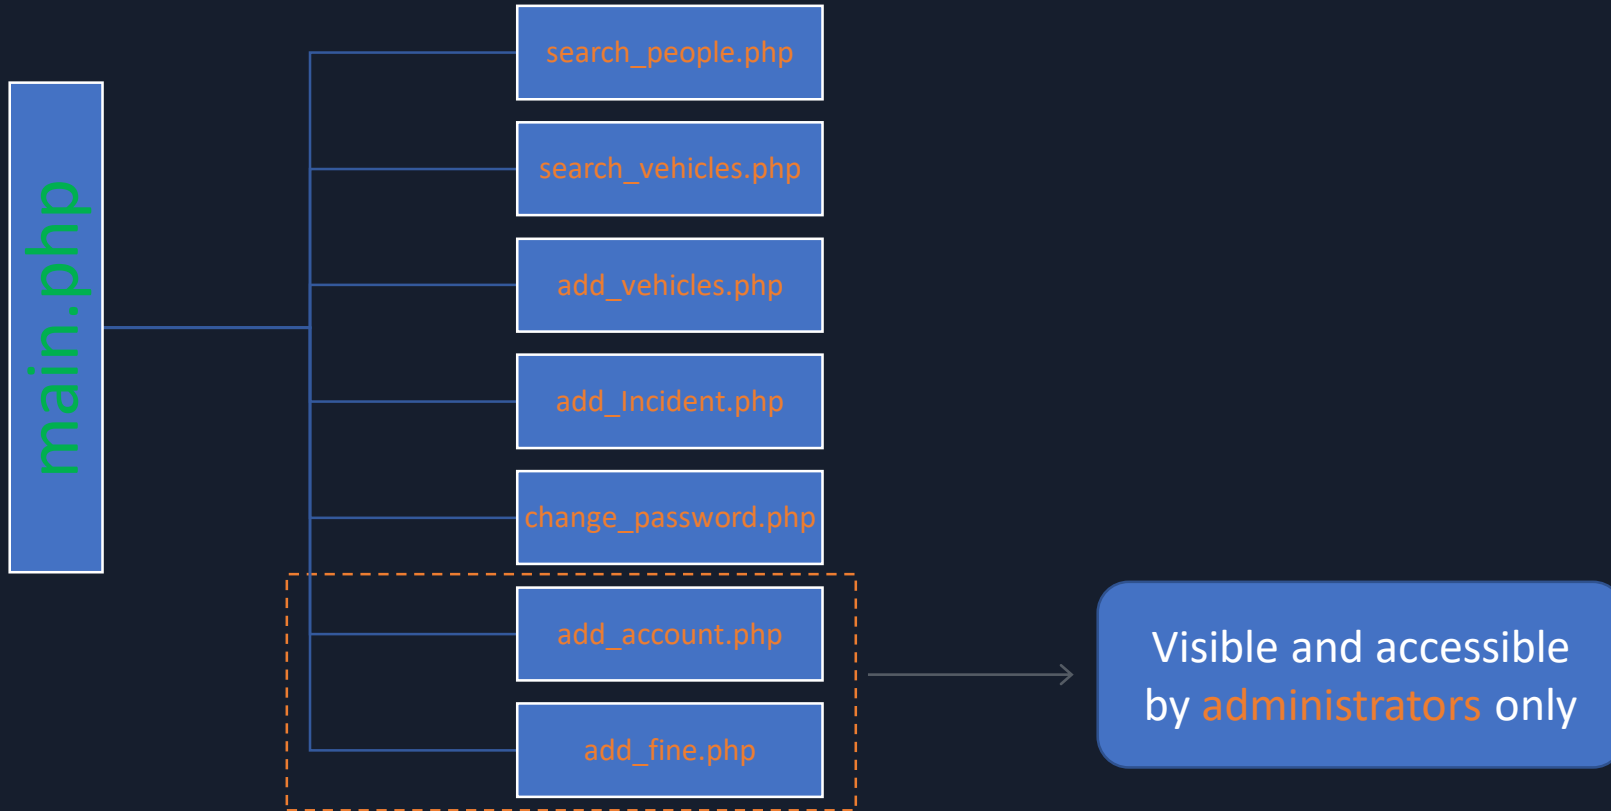 main.php
search_people.php
search_vehicles.php
add_vehicles.php
add_Incident.php
change_password.php
add_account.php
add_fine.php
Visible and accessible
by administrators only